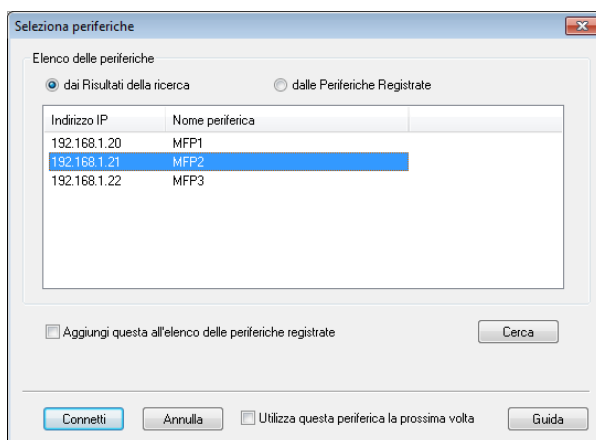 Seleziona periferiche
Elenco delle periferiche
dai Risultati della ricerca dalle Periferiche Registrate
Indirizzo IP Nome periferica
192.168.1.20 MFP1
192.168.1.21 MFP2
192.168.1.22 MFP3
Aggiungi questa all'elenco delle periferiche registrate Cerca
Connetti Annulla Utilizza questa periferica la prossima volta Guida